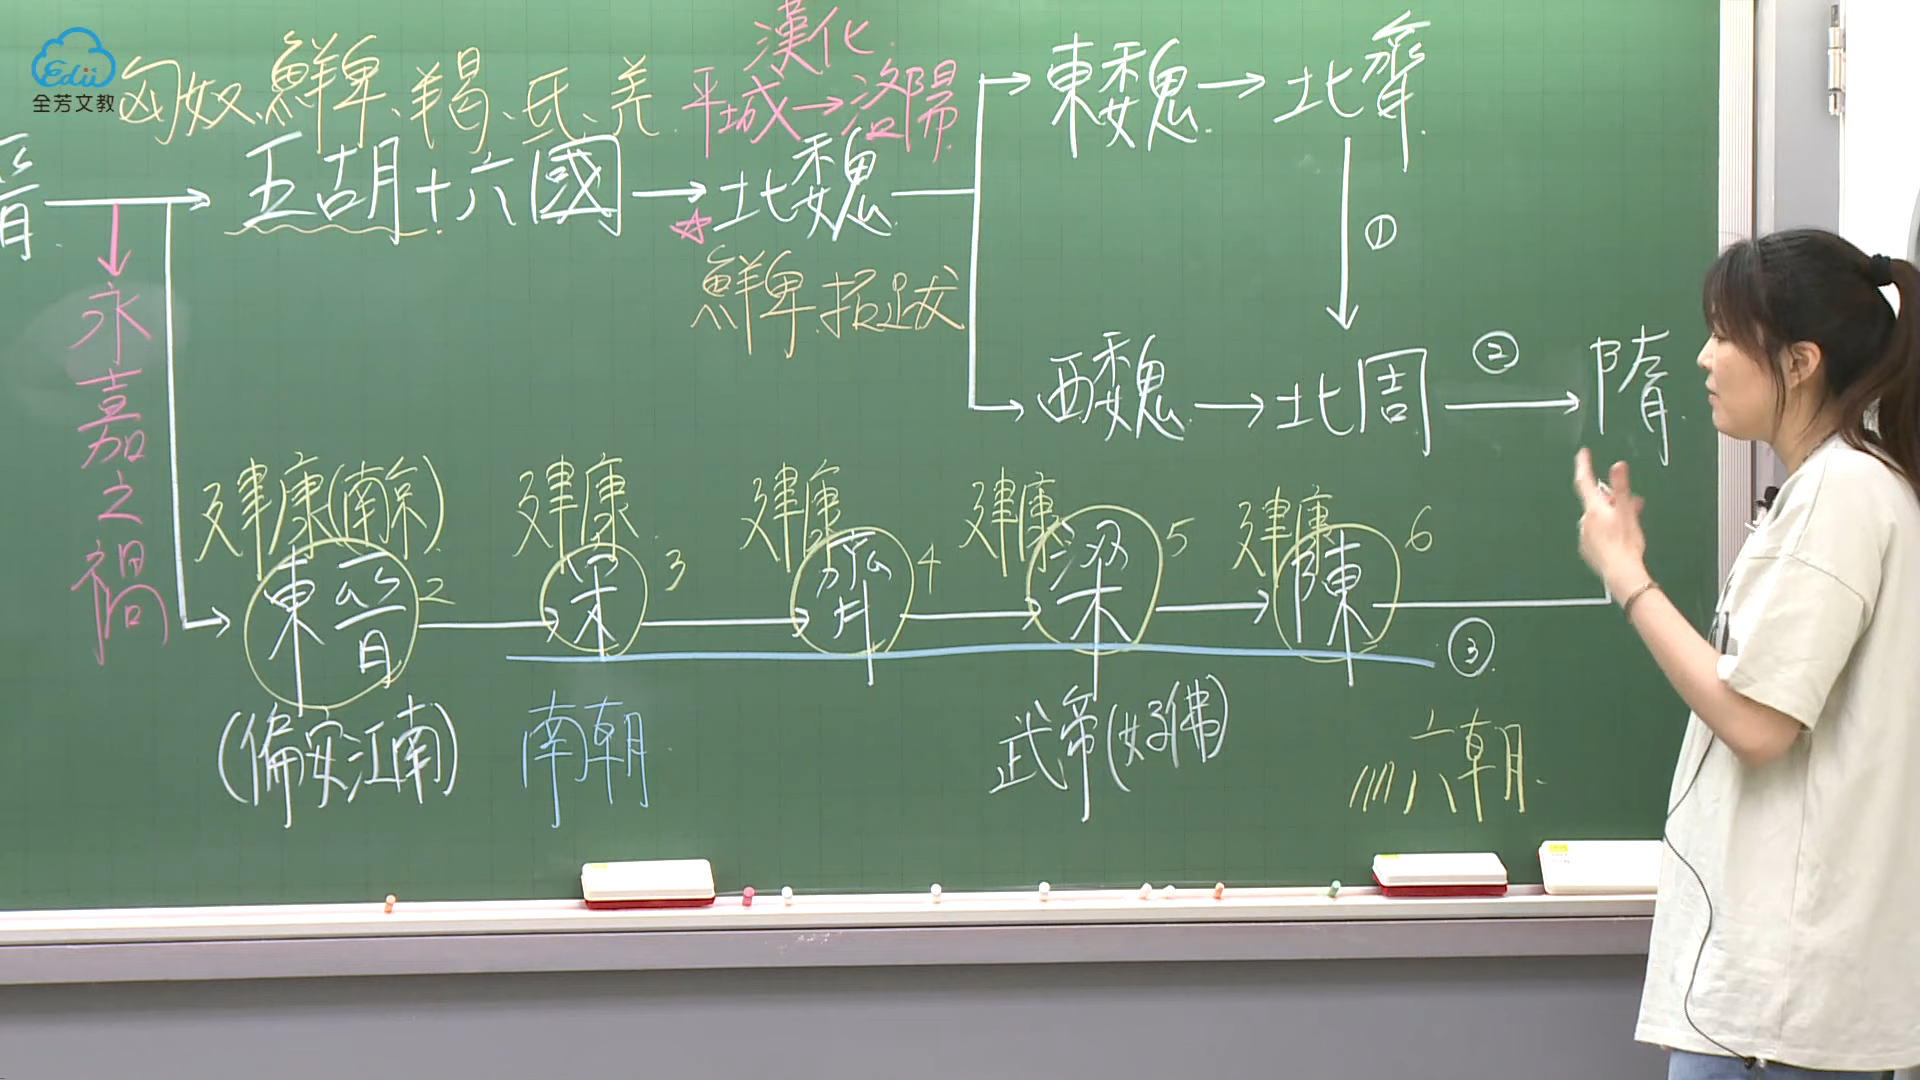 Edii
全芳文教
漢化
匈奴、鮮卑、羯、氐、羌
平城→洛陽
東魏→北齊
晉→五胡十六國→北魏
☆
①
鮮卑.拓跋
永嘉之禍
西魏→北周→隋
②
建康(南京) 建康 建康 建康 建康
東晉2→宋3→齊4→梁5→陳6
③
(偏安江南) 南朝 武帝(好佛) 六朝